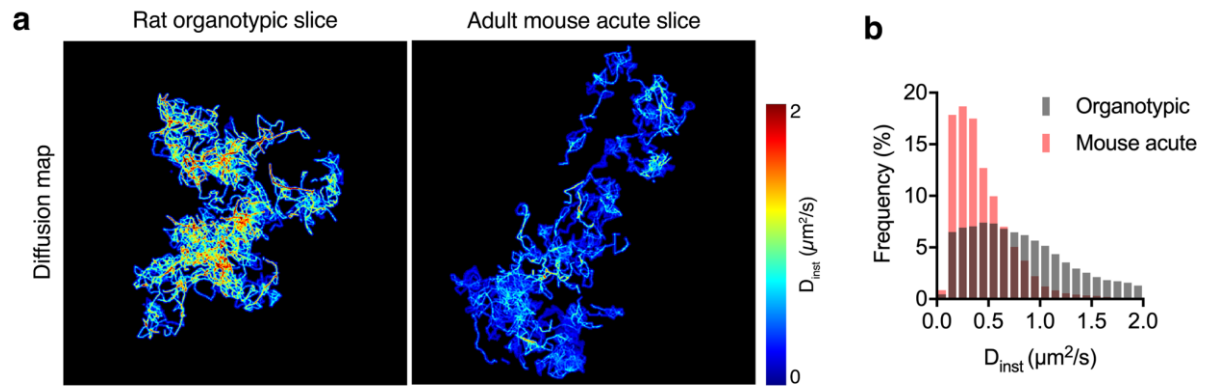 a
Rat organotypic slice
Adult mouse acute slice
Diffusion map
2
D_inst (µm²/s)
0
b
Frequency (%)
20
15
10
5
0
Organotypic
Mouse acute
0.0 0.5 1.0 1.5 2.0
D_inst (µm²/s)